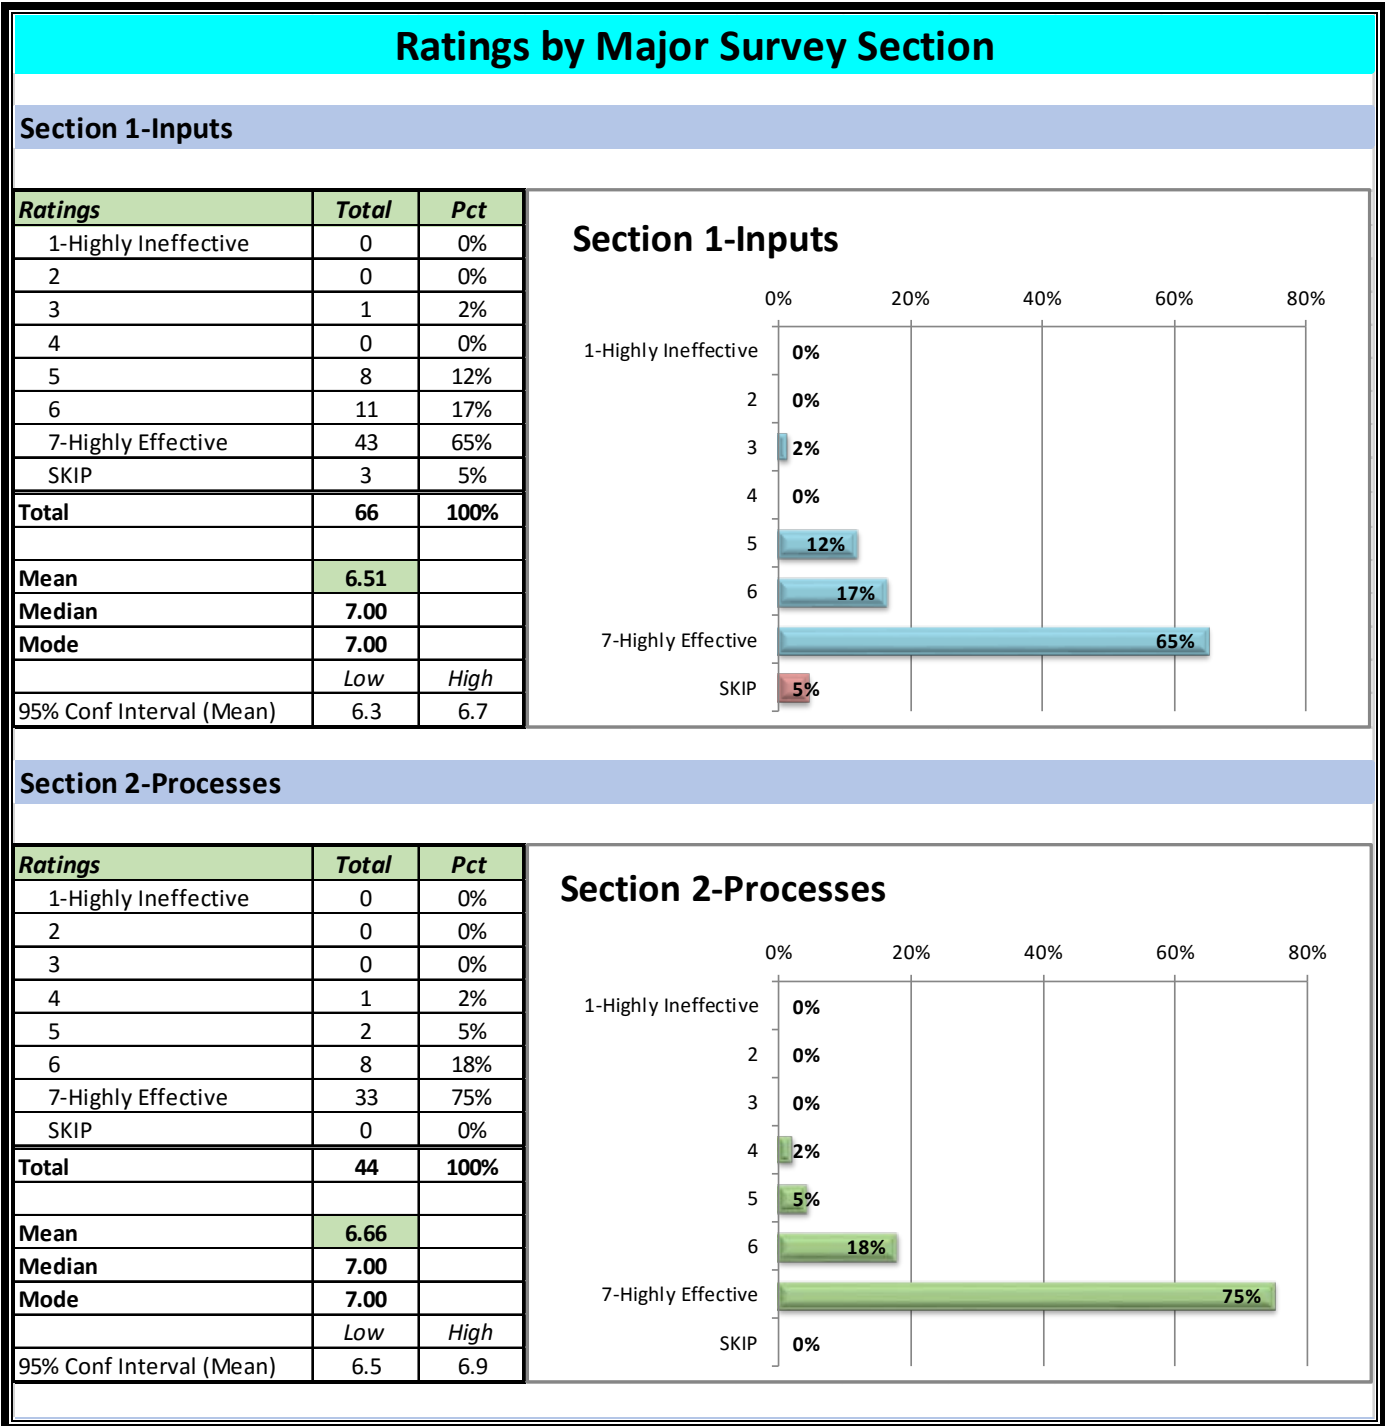 Ratings by Major Survey Section
Section 1-Inputs
Ratings Total Pct
1-Highly Ineffective 0 0%
2 0 0%
3 1 2%
4 0 0%
5 8 12%
6 11 17%
7-Highly Effective 43 65%
SKIP 3 5%
Total 66 100%
Mean 6.51
Median 7.00
Mode 7.00
Low High
95% Conf Interval (Mean) 6.3 6.7
Section 1-Inputs
0% 20% 40% 60% 80%
1-Highly Ineffective 0%
2 0%
3 2%
4 0%
5 12%
6 17%
7-Highly Effective 65%
SKIP 5%
Section 2-Processes
Ratings Total Pct
1-Highly Ineffective 0 0%
2 0 0%
3 0 0%
4 1 2%
5 2 5%
6 8 18%
7-Highly Effective 33 75%
SKIP 0 0%
Total 44 100%
Mean 6.66
Median 7.00
Mode 7.00
Low High
95% Conf Interval (Mean) 6.5 6.9
Section 2-Processes
0% 20% 40% 60% 80%
1-Highly Ineffective 0%
2 0%
3 0%
4 2%
5 5%
6 18%
7-Highly Effective 75%
SKIP 0%